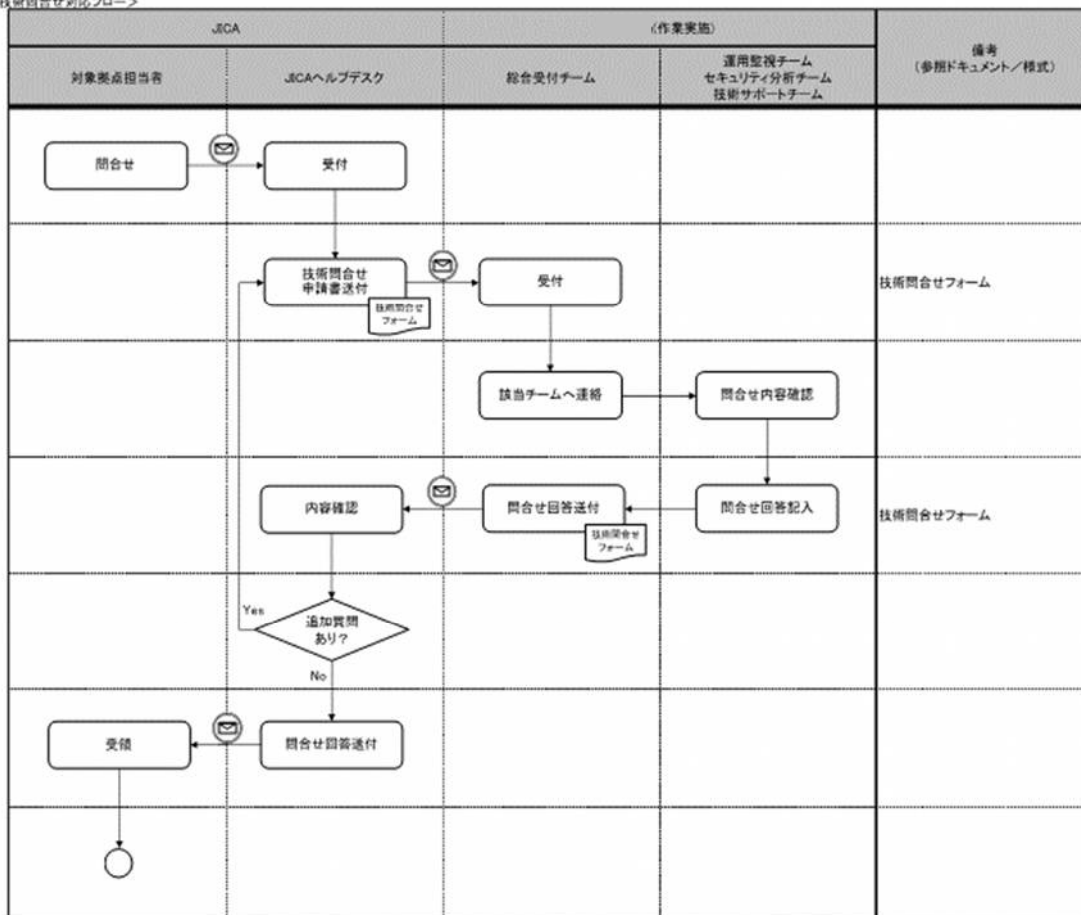 技術問合せ対応フロー>
JICA
(作業実施)
備考
(参照ドキュメント/様式)
対象拠点担当者
JICAヘルプデスク
総合受付チーム
運用監視チーム
セキュリティ分析チーム
技術サポートチーム
問合せ
受付
技術問合せ
申請書送付
技術問合せ
フォーム
受付
技術問合せフォーム
該当チームへ連絡
問合せ内容確認
内容確認
問合せ回答送付
技術問合せ
フォーム
問合せ回答記入
技術問合せフォーム
Yes
追加質問
あり?
No
受領
問合せ回答送付